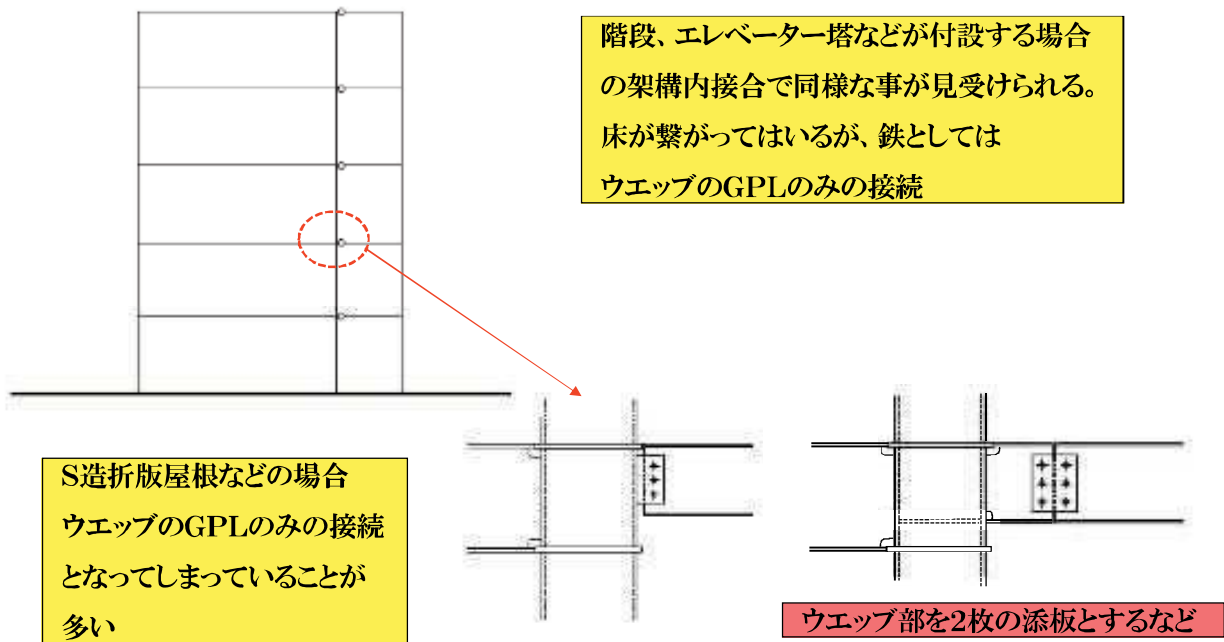 階段、エレベーター塔などが付設する場合
の架構内接合で同様な事が見受けられる。
床が繋がってはいるが、鉄としては
ウエッブのGPLのみの接続
S造折版屋根などの場合
ウエッブのGPLのみの接続
となってしまっていることが
多い
ウエッブ部を2枚の添板とするなど